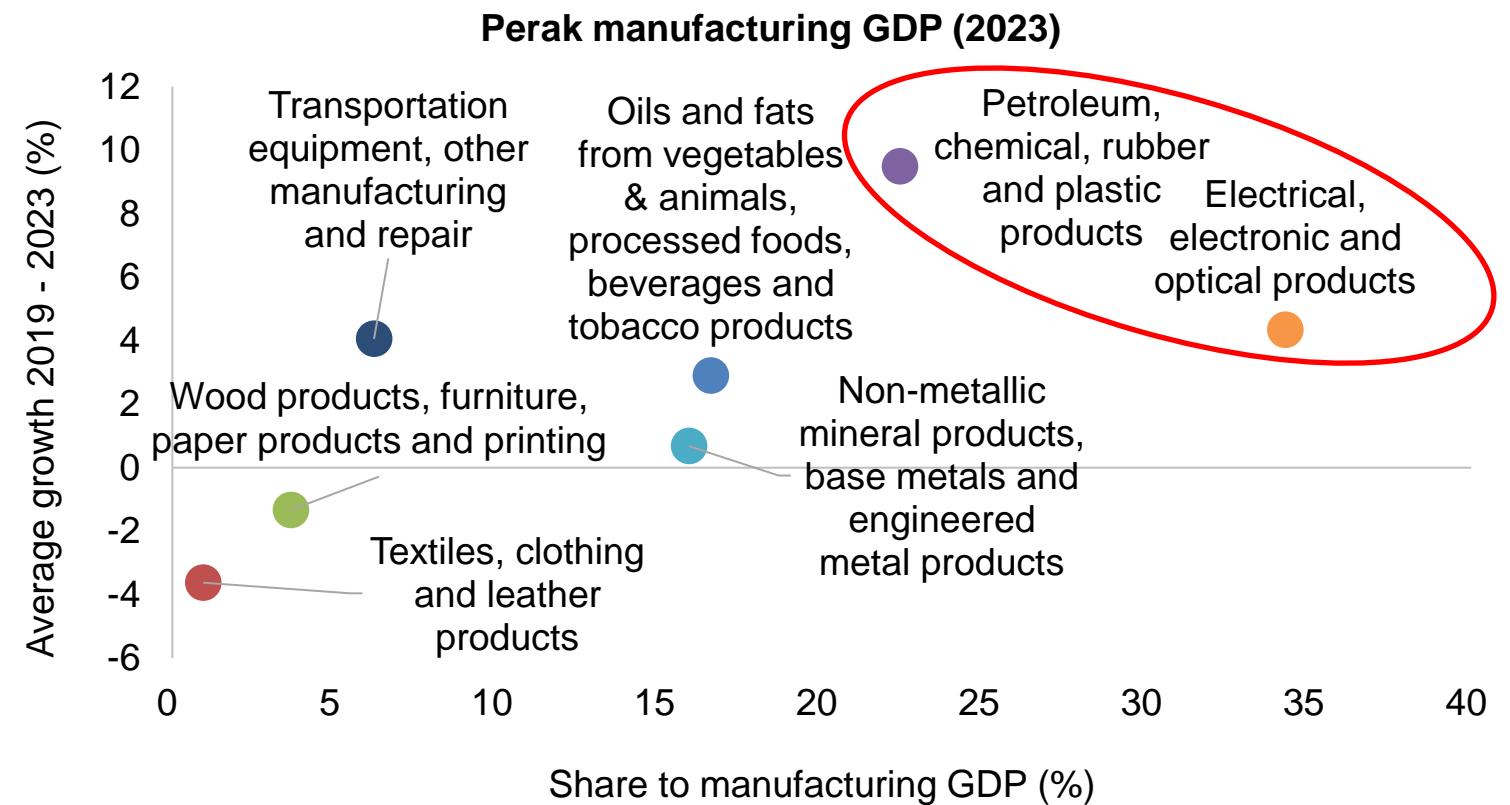 Perak manufacturing GDP (2023)
Average growth 2019 - 2023 (%)
12
10
8
6
4
2
0
-2
-4
-6
Transportation
equipment, other
manufacturing
and repair
Oils and fats
from vegetables
& animals,
processed foods,
beverages and
tobacco products
Petroleum,
chemical, rubber
and plastic
products
Electrical,
electronic and
optical products
Wood products, furniture,
paper products and printing
Non-metallic
mineral products,
base metals and
engineered
metal products
Textiles, clothing
and leather
products
0 5 10 15 20 25 30 35 40
Share to manufacturing GDP (%)